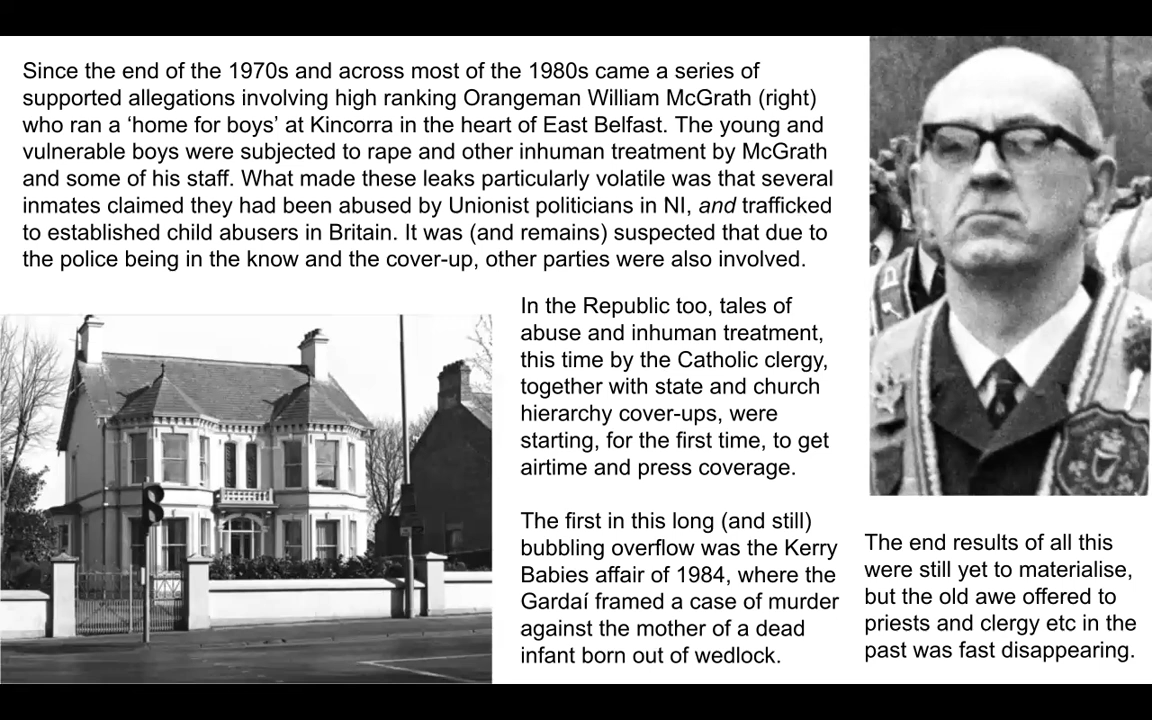 Since the end of the 1970s and across most of the 1980s came a series of
supported allegations involving high ranking Orangeman William McGrath (right)
who ran a ‘home for boys’ at Kincorra in the heart of East Belfast. The young and
vulnerable boys were subjected to rape and other inhuman treatment by McGrath
and some of his staff. What made these leaks particularly volatile was that several
inmates claimed they had been abused by Unionist politicians in NI, and trafficked
to established child abusers in Britain. It was (and remains) suspected that due to
the police being in the know and the cover-up, other parties were also involved.
In the Republic too, tales of
abuse and inhuman treatment,
this time by the Catholic clergy,
together with state and church
hierarchy cover-ups, were
starting, for the first time, to get
airtime and press coverage.
The first in this long (and still)
bubbling overflow was the Kerry
Babies affair of 1984, where the
Gardaí framed a case of murder
against the mother of a dead
infant born out of wedlock.
The end results of all this
were still yet to materialise,
but the old awe offered to
priests and clergy etc in the
past was fast disappearing.